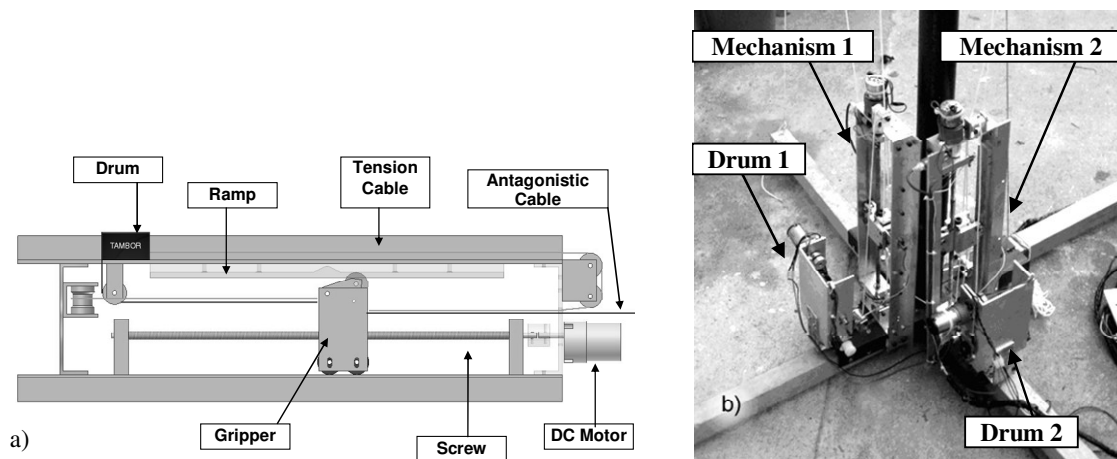 Drum
Ramp
Tension
Cable
Antagonistic
Cable
TAMBOR
Gripper
Screw
DC Motor
a)
Mechanism 1
Mechanism 2
Drum 1
Drum 2
b)